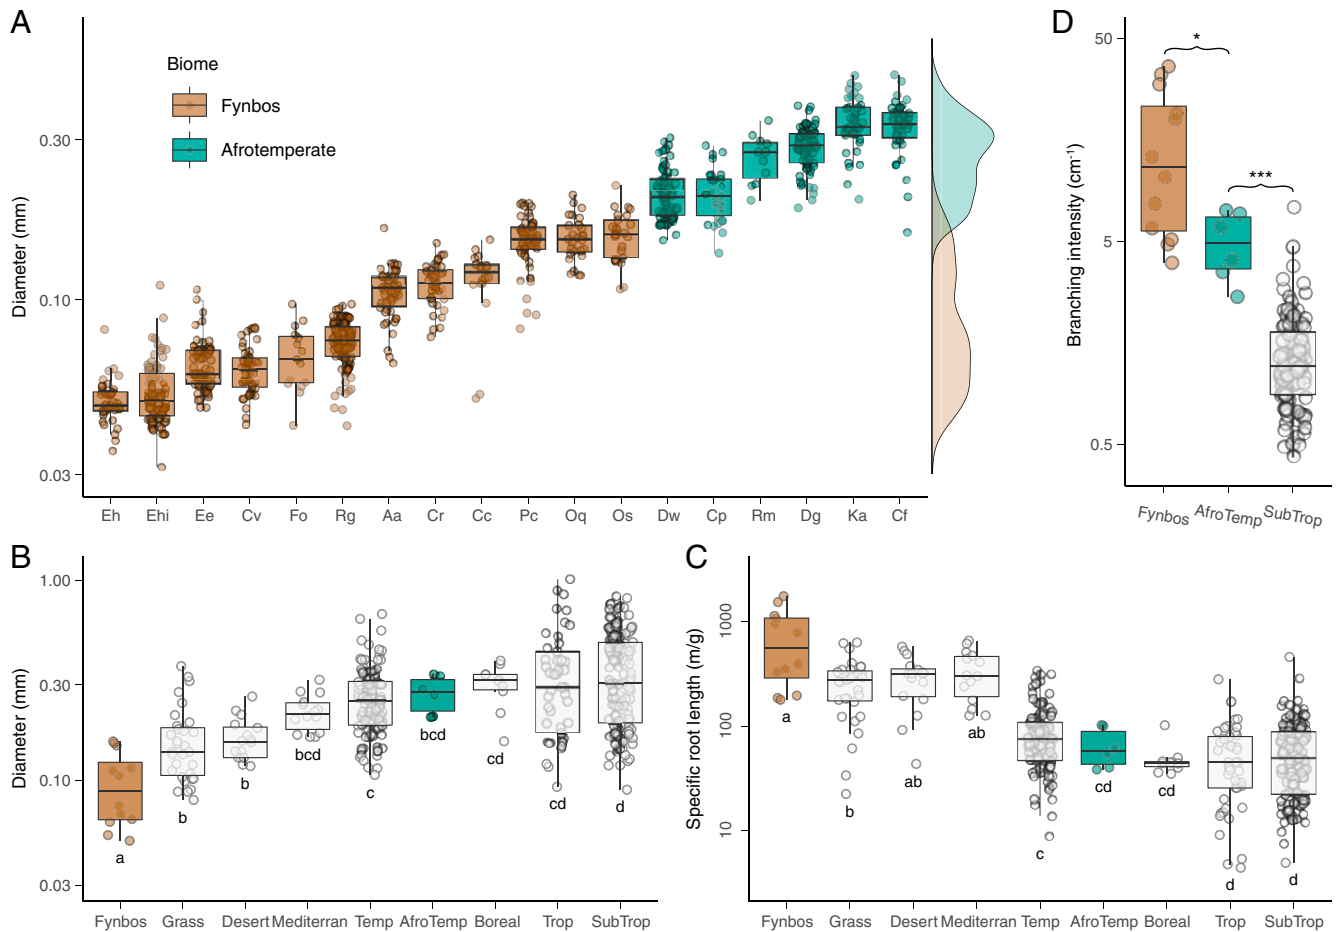 A
Biome
Fynbos
Afrotemperate
Diameter (mm)
0.30
0.10
0.03
Eh Ehi Ee Cv Fo Rg Aa Cr Cc Pc Oq Os Dw Cp Rm Dg Ka Cf
D
Branching intensity (cm-1)
50
5.0
0.5
*
***
Fynbos AfroTemp SubTrop
B
Diameter (mm)
1.00
0.30
0.10
0.03
a b b bcd c bcd cd cd d
Fynbos Grass Desert Mediterran Temp AfroTemp Boreal Trop SubTrop
C
Specific root length (m/g)
1000
100
10
a b ab ab c cd cd d d
Fynbos Grass Desert Mediterran Temp AfroTemp Boreal Trop SubTrop